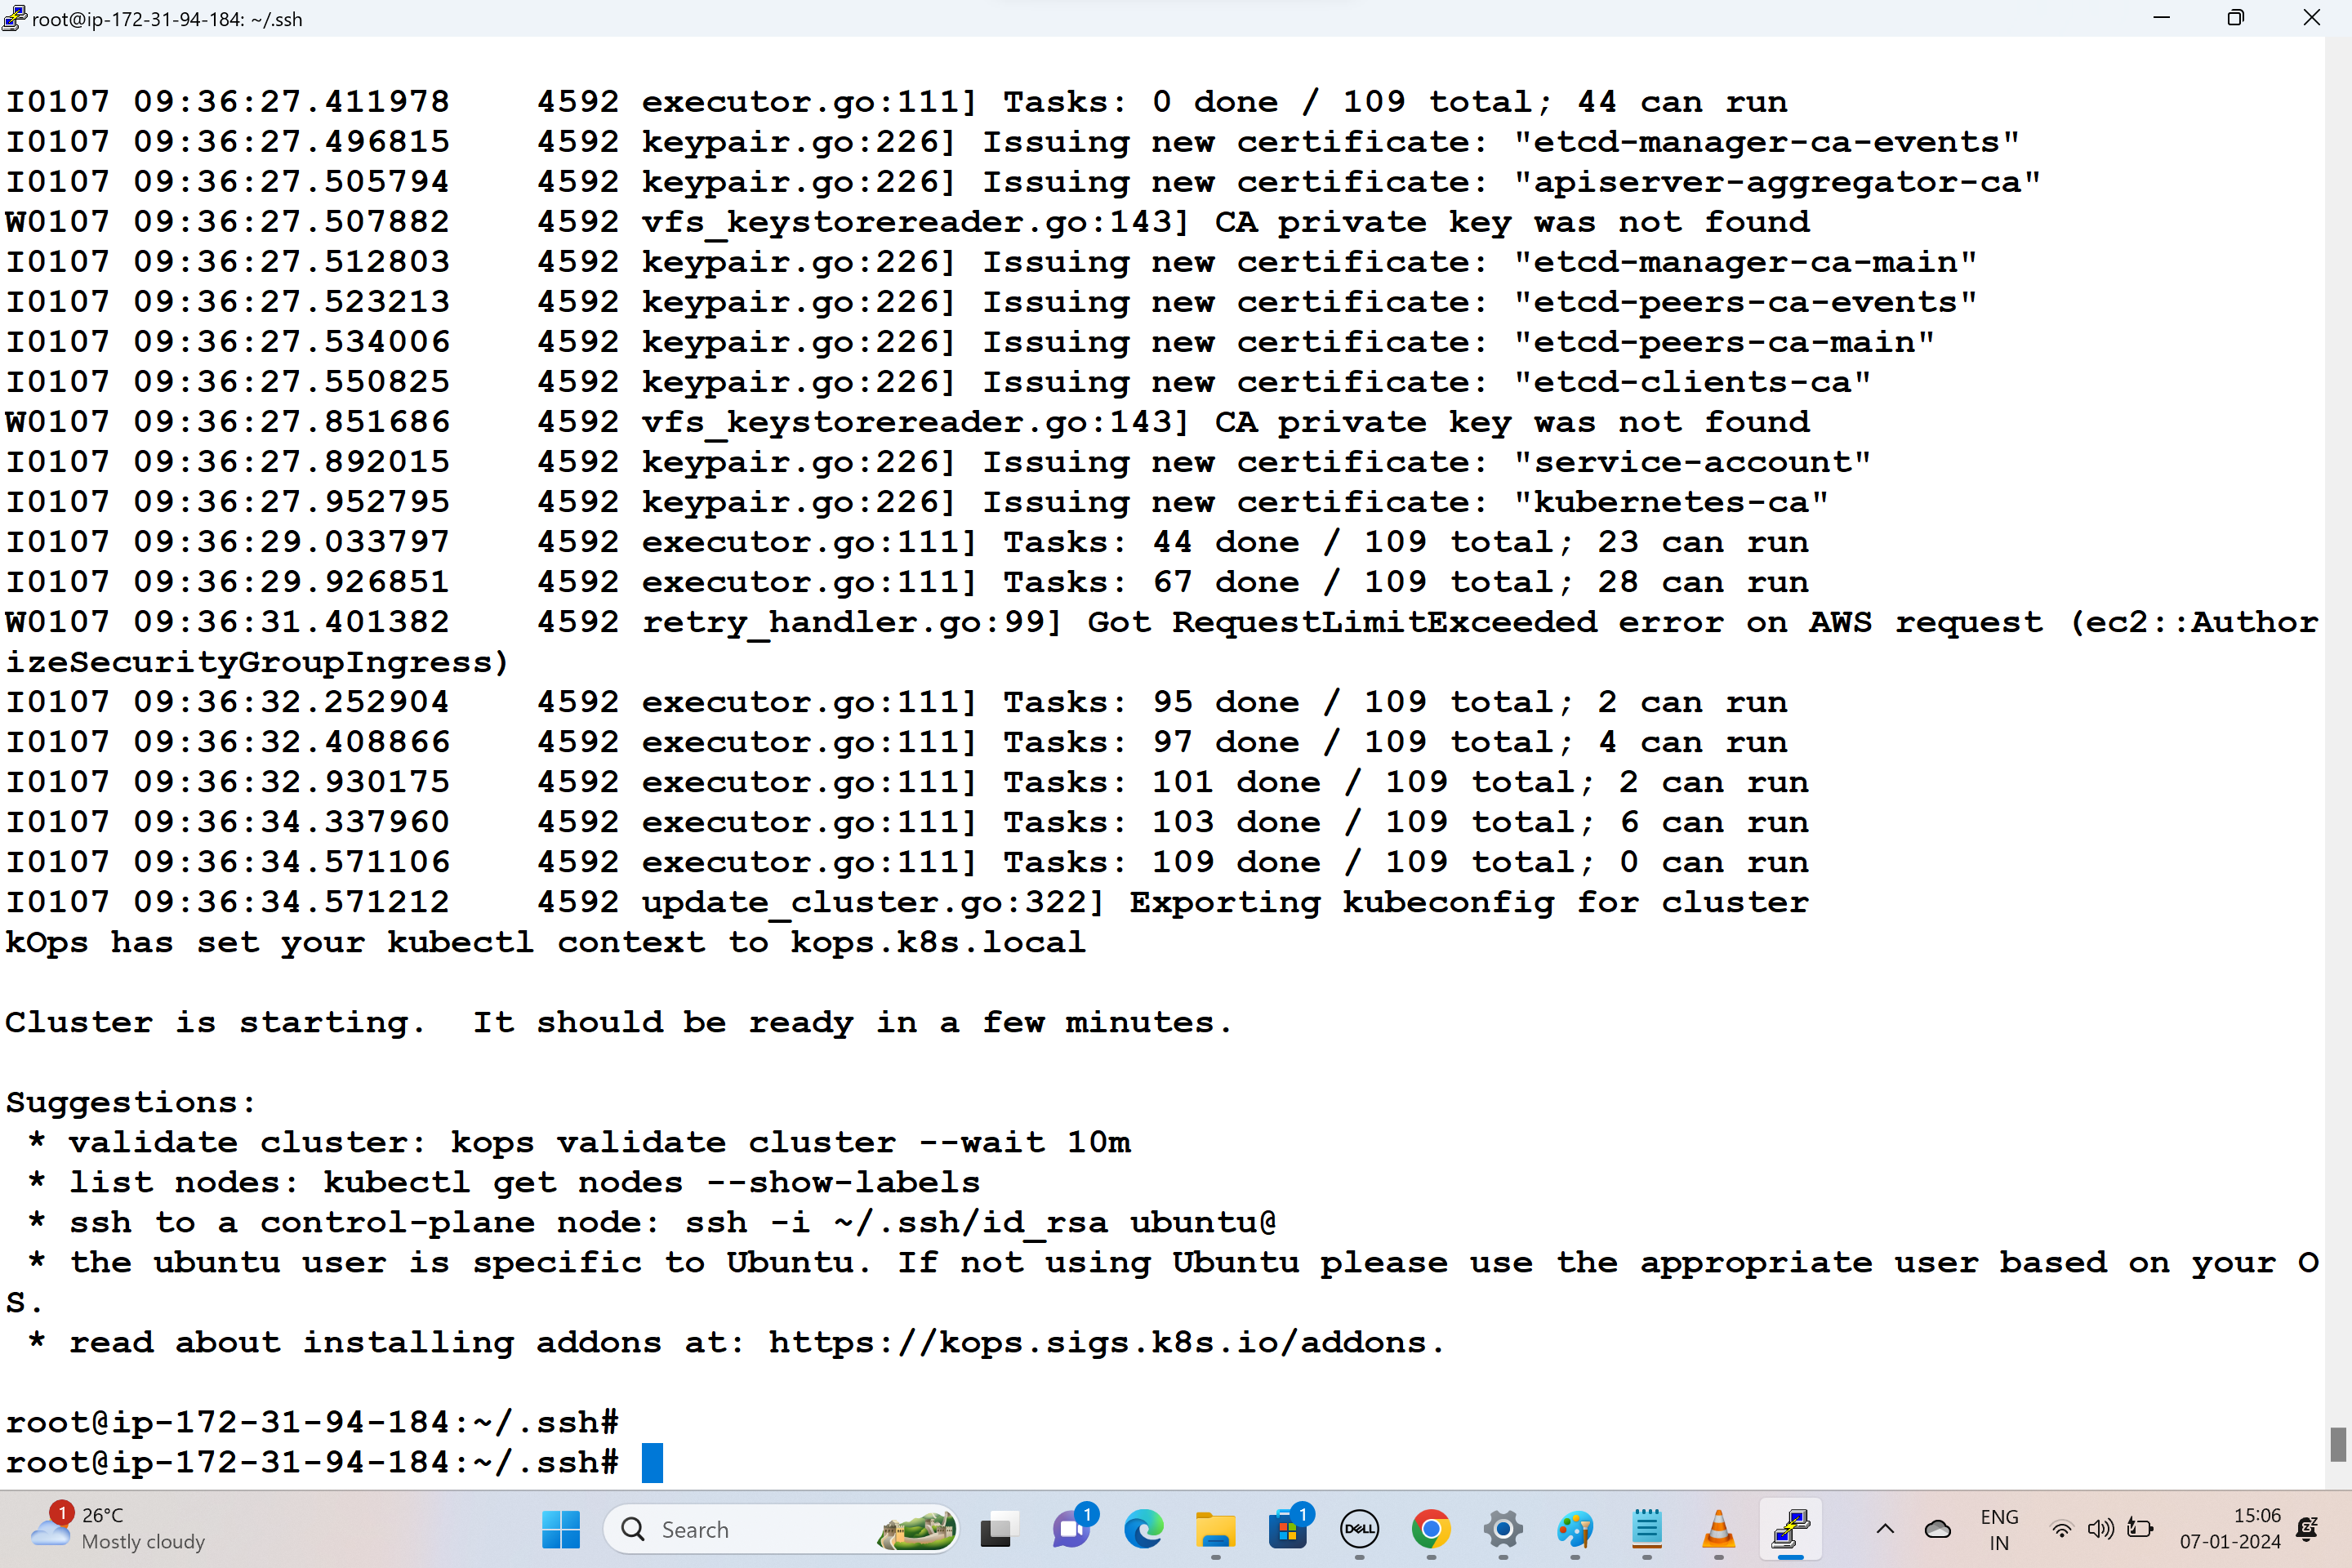 root@ip-172-31-94-184: ~/.ssh
I0107 09:36:27.411978    4592 executor.go:111] Tasks: 0 done / 109 total; 44 can run
I0107 09:36:27.496815    4592 keypair.go:226] Issuing new certificate: "etcd-manager-ca-events"
I0107 09:36:27.505794    4592 keypair.go:226] Issuing new certificate: "apiserver-aggregator-ca"
W0107 09:36:27.507882    4592 vfs_keystorereader.go:143] CA private key was not found
I0107 09:36:27.512803    4592 keypair.go:226] Issuing new certificate: "etcd-manager-ca-main"
I0107 09:36:27.523213    4592 keypair.go:226] Issuing new certificate: "etcd-peers-ca-events"
I0107 09:36:27.534006    4592 keypair.go:226] Issuing new certificate: "etcd-peers-ca-main"
I0107 09:36:27.550825    4592 keypair.go:226] Issuing new certificate: "etcd-clients-ca"
W0107 09:36:27.851686    4592 vfs_keystorereader.go:143] CA private key was not found
I0107 09:36:27.892015    4592 keypair.go:226] Issuing new certificate: "service-account"
I0107 09:36:27.952795    4592 keypair.go:226] Issuing new certificate: "kubernetes-ca"
I0107 09:36:29.033797    4592 executor.go:111] Tasks: 44 done / 109 total; 23 can run
I0107 09:36:29.926851    4592 executor.go:111] Tasks: 67 done / 109 total; 28 can run
W0107 09:36:31.401382    4592 retry_handler.go:99] Got RequestLimitExceeded error on AWS request (ec2::Author
izeSecurityGroupIngress)
I0107 09:36:32.252904    4592 executor.go:111] Tasks: 95 done / 109 total; 2 can run
I0107 09:36:32.408866    4592 executor.go:111] Tasks: 97 done / 109 total; 4 can run
I0107 09:36:32.930175    4592 executor.go:111] Tasks: 101 done / 109 total; 2 can run
I0107 09:36:34.337960    4592 executor.go:111] Tasks: 103 done / 109 total; 6 can run
I0107 09:36:34.571106    4592 executor.go:111] Tasks: 109 done / 109 total; 0 can run
I0107 09:36:34.571212    4592 update_cluster.go:322] Exporting kubeconfig for cluster
kOps has set your kubectl context to kops.k8s.local
Cluster is starting.  It should be ready in a few minutes.
Suggestions:
 * validate cluster: kops validate cluster --wait 10m
 * list nodes: kubectl get nodes --show-labels
 * ssh to a control-plane node: ssh -i ~/.ssh/id_rsa ubuntu@
 * the ubuntu user is specific to Ubuntu. If not using Ubuntu please use the appropriate user based on your O
S.
 * read about installing addons at: https://kops.sigs.k8s.io/addons.
root@ip-172-31-94-184:~/.ssh#
root@ip-172-31-94-184:~/.ssh#
1
26°C
Mostly cloudy
Search
1
1
DELL
ENG
IN
15:06
07-01-2024